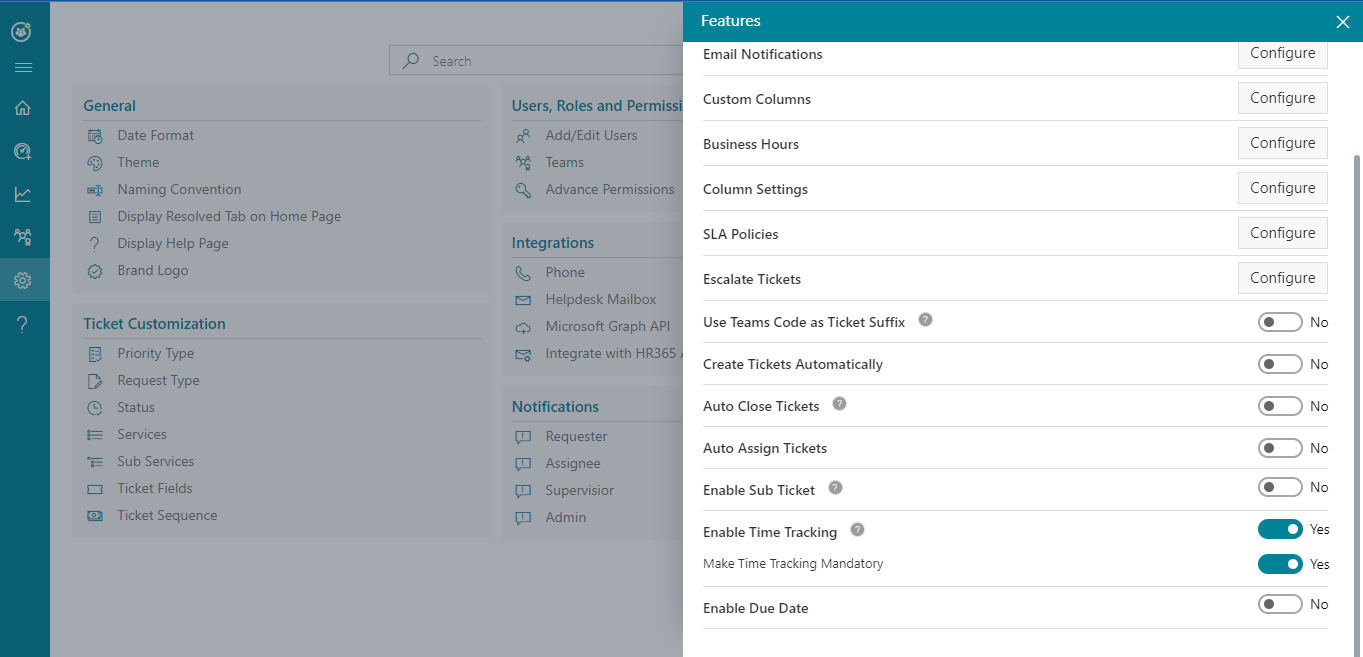 Search
General
Date Format
Theme
Naming Convention
Display Resolved Tab on Home Page
Display Help Page
Brand Logo
Ticket Customization
Priority Type
Request Type
Status
Services
Sub Services
Ticket Fields
Ticket Sequence
Users, Roles and Permissi
Add/Edit Users
Teams
Advance Permissions
Integrations
Phone
Helpdesk Mailbox
Microsoft Graph API
Integrate with HR365 A
Notifications
Requester
Assignee
Supervisior
Admin
Features
Email Notifications Configure
Custom Columns Configure
Business Hours Configure
Column Settings Configure
SLA Policies Configure
Escalate Tickets Configure
Use Teams Code as Ticket Suffix ? No
Create Tickets Automatically No
Auto Close Tickets ? No
Auto Assign Tickets No
Enable Sub Ticket ? No
Enable Time Tracking ? Yes
Make Time Tracking Mandatory Yes
Enable Due Date No